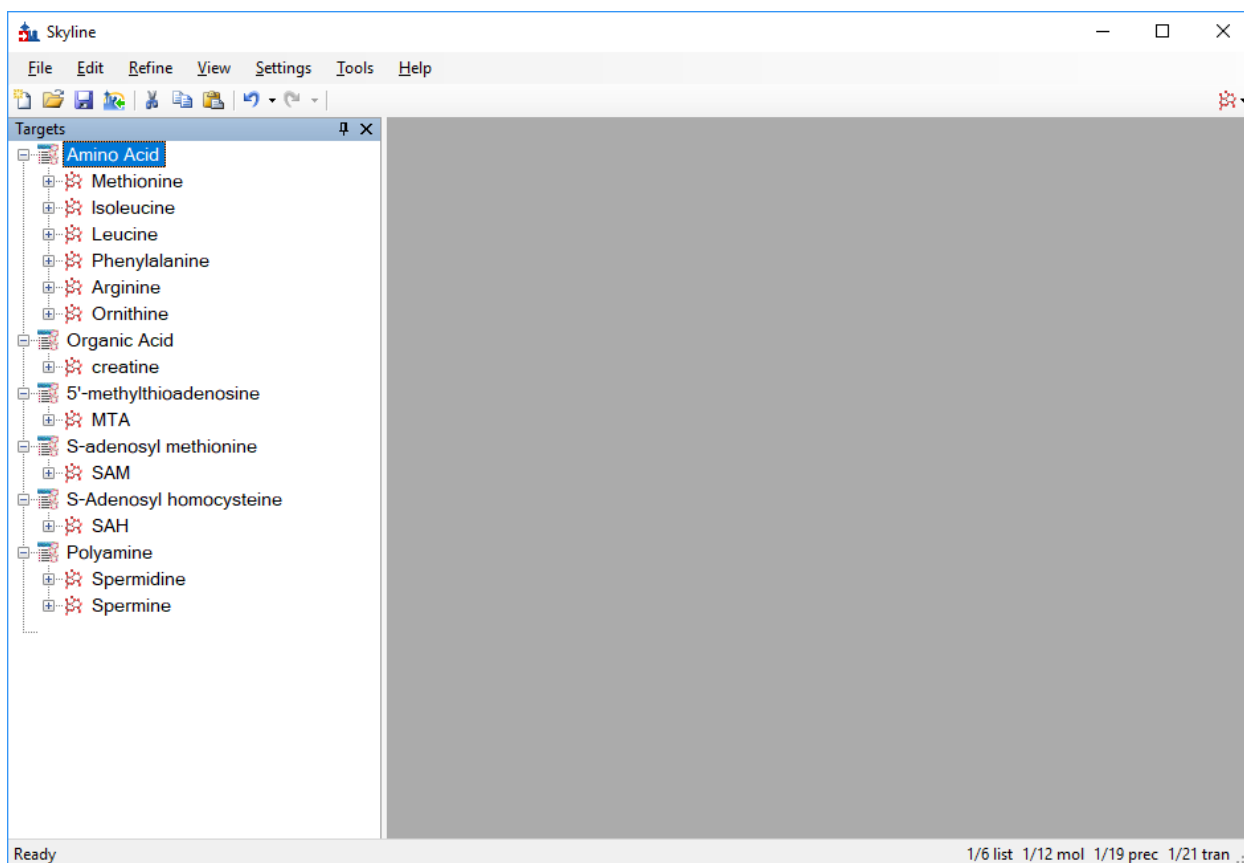 Skyline
File Edit Refine View Settings Tools Help
Targets
Amino Acid
Methionine
Isoleucine
Leucine
Phenylalanine
Arginine
Ornithine
Organic Acid
creatine
5'-methylthioadenosine
MTA
S-adenosyl methionine
SAM
S-Adenosyl homocysteine
SAH
Polyamine
Spermidine
Spermine
Ready 1/6 list 1/12 mol 1/19 prec 1/21 tran